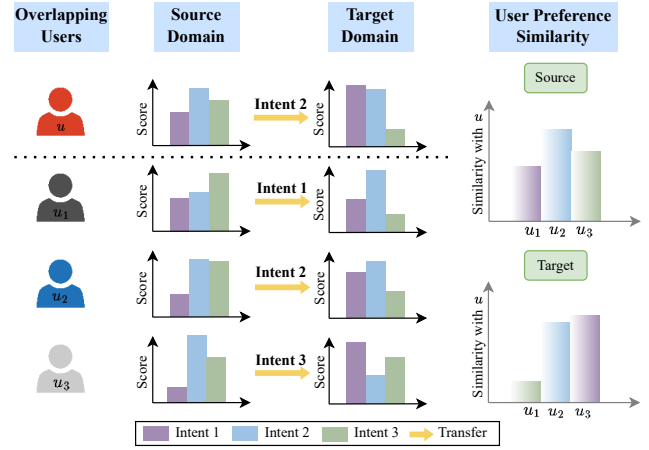 Overlapping Users
Source Domain
Target Domain
User Preference Similarity
u
Score
Intent 2
Score
Source
Similarity with u
u₁ u₂ u₃
u₁
Score
Intent 1
Score
u₂
Score
Intent 2
Score
Target
Similarity with u
u₁ u₂ u₃
u₃
Score
Intent 3
Score
Intent 1 Intent 2 Intent 3 Transfer